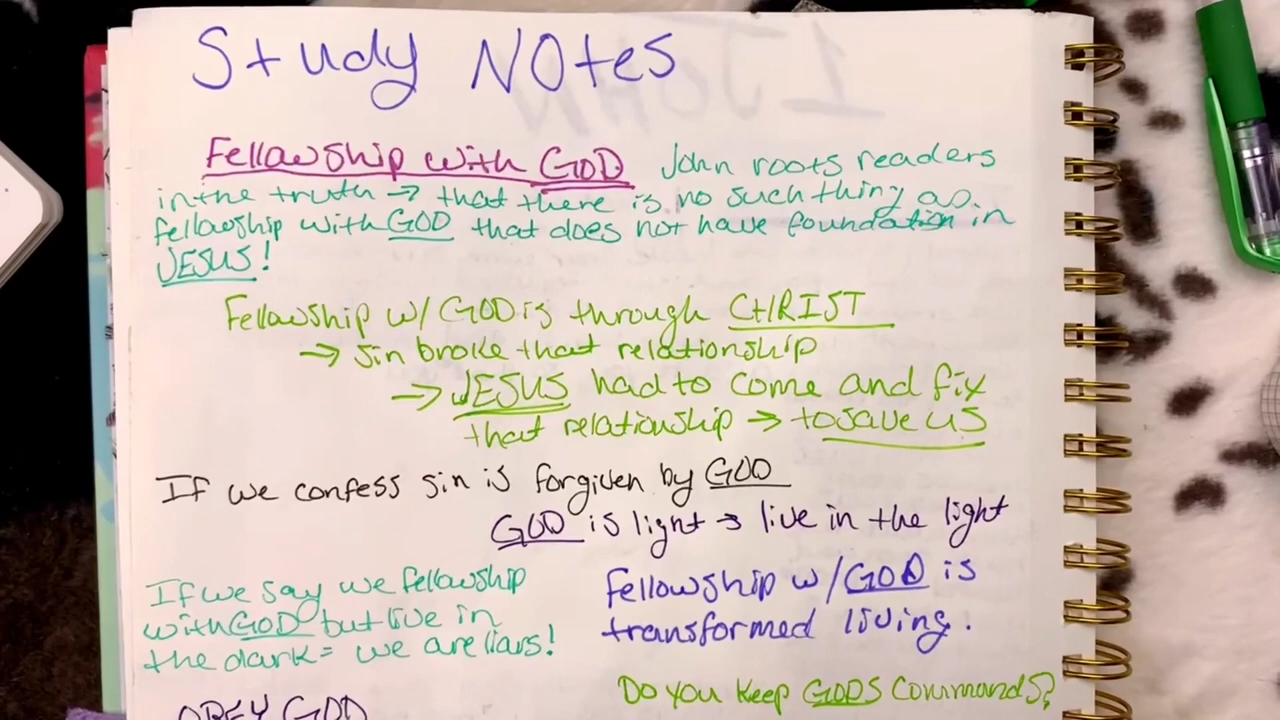 Study Notes
Fellowship with GOD John roots readers
in the truth → that there is no such thing as
fellowship with GOD that does not have foundation in
JESUS!
Fellowship w/ GOD is through CHRIST
→ sin broke that relationship
→ JESUS had to come and fix
that relationship → to save us
If we confess sin is forgiven by GOD
GOD is light → live in the light
If we say we fellowship
with GOD but live in
the dark = we are liars!
Fellowship w/ GOD is
transformed living.
Do you keep GODS commands?
OBEY GOD
1 JOHN